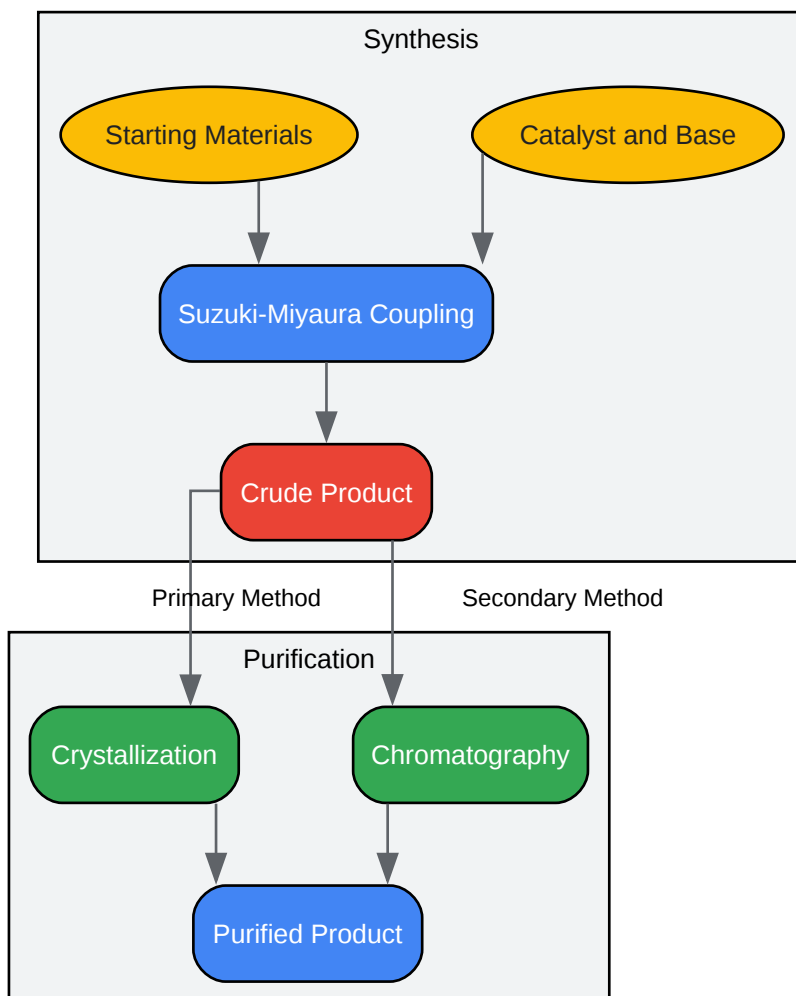 Synthesis
Starting Materials
Catalyst and Base
Suzuki-Miyaura Coupling
Crude Product
Primary Method
Secondary Method
Purification
Crystallization
Chromatography
Purified Product